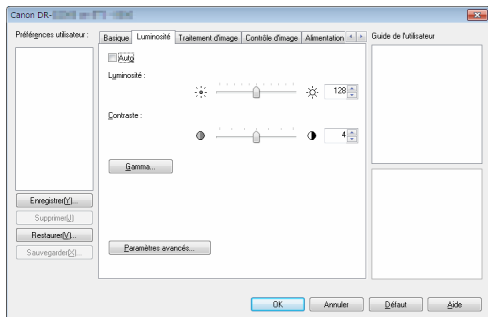 Canon DR-
Préférences utilisateur :
Basique
Luminosité
Traitement d'image
Contrôle d'image
Alimentation
Guide de l'utilisateur
Auto
Luminosité :
128
Contraste :
4
Gamma...
Enregistrer(Y)...
Supprimer(J)
Restaurer(V)...
Sauvegarder(X)...
Paramètres avancés...
OK
Annuler
Défaut
Aide